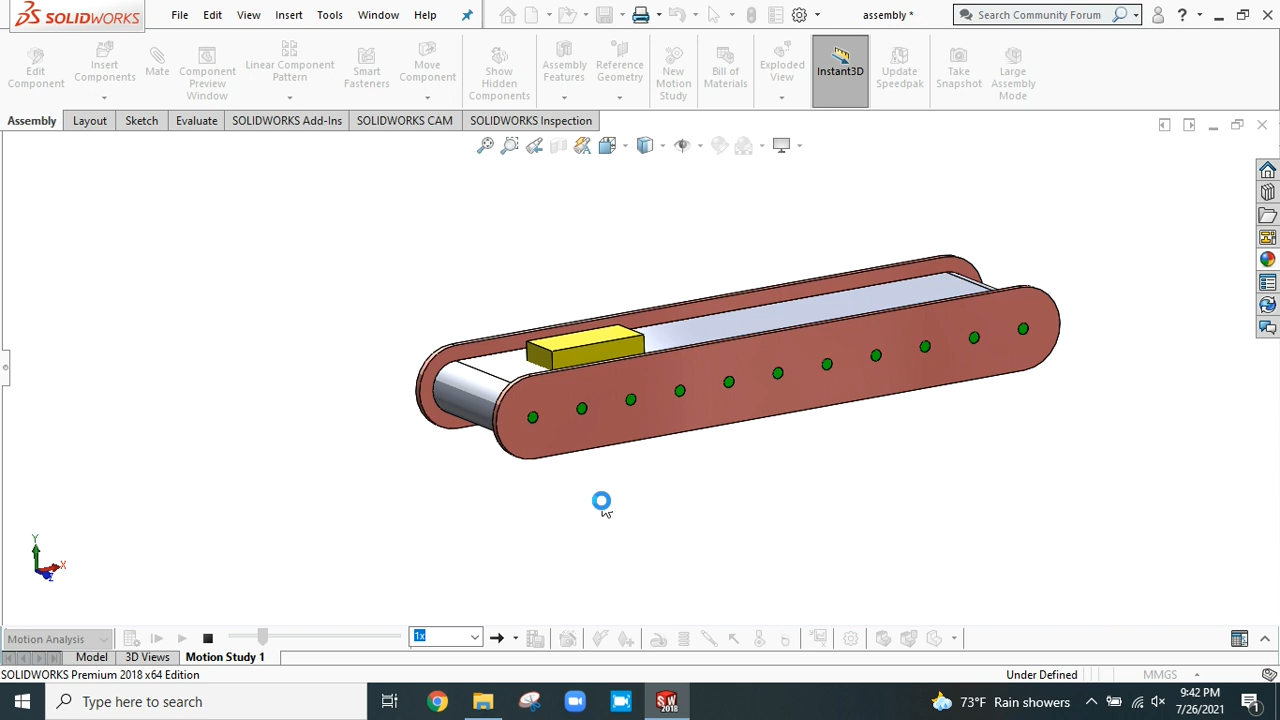 SOLIDWORKS File Edit View Insert Tools Window Help assembly * Search Community Forum ?
Edit Component
Insert Components
Mate
Component Preview Window
Linear Component Pattern
Smart Fasteners
Move Component
Show Hidden Components
Assembly Features
Reference Geometry
New Motion Study
Bill of Materials
Exploded View
Instant3D
Update Speedpak
Take Snapshot
Large Assembly Mode
Assembly Layout Sketch Evaluate SOLIDWORKS Add-Ins SOLIDWORKS CAM SOLIDWORKS Inspection
Y
X
Z
Motion Analysis 1x
Model 3D Views Motion Study 1
SOLIDWORKS Premium 2018 x64 Edition Under Defined MMGS
Type here to search SW 2018 73°F Rain showers 9:42 PM
7/26/2021 1